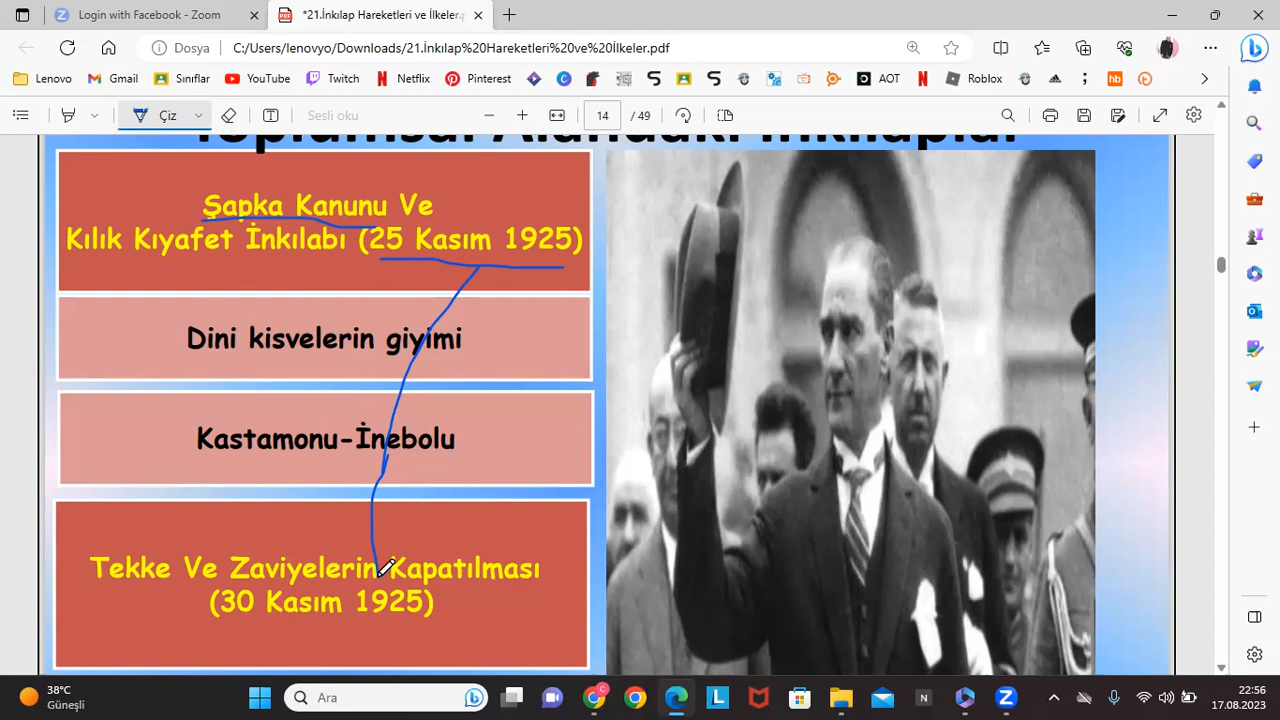 Login with Facebook - Zoom
*21.İnkılap Hareketleri ve İlkeler.p
Dosya
C:/Users/lenovyo/Downloads/21.İnkılap%20Hareketleri%20ve%20İlkeler.pdf
Lenovo
Gmail
Sınıflar
YouTube
Twitch
Netflix
Pinterest
AOT
Roblox
Çiz
Sesli oku
14 / 49
Toplumsal Alandaki İnkılaplar
Şapka Kanunu Ve
Kılık Kıyafet İnkılabı (25 Kasım 1925)
Dini kisvelerin giyimi
Kastamonu-İnebolu
Tekke Ve Zaviyelerin Kapatılması
(30 Kasım 1925)
38°C
Güneşli
Ara
22:56
17.08.2023